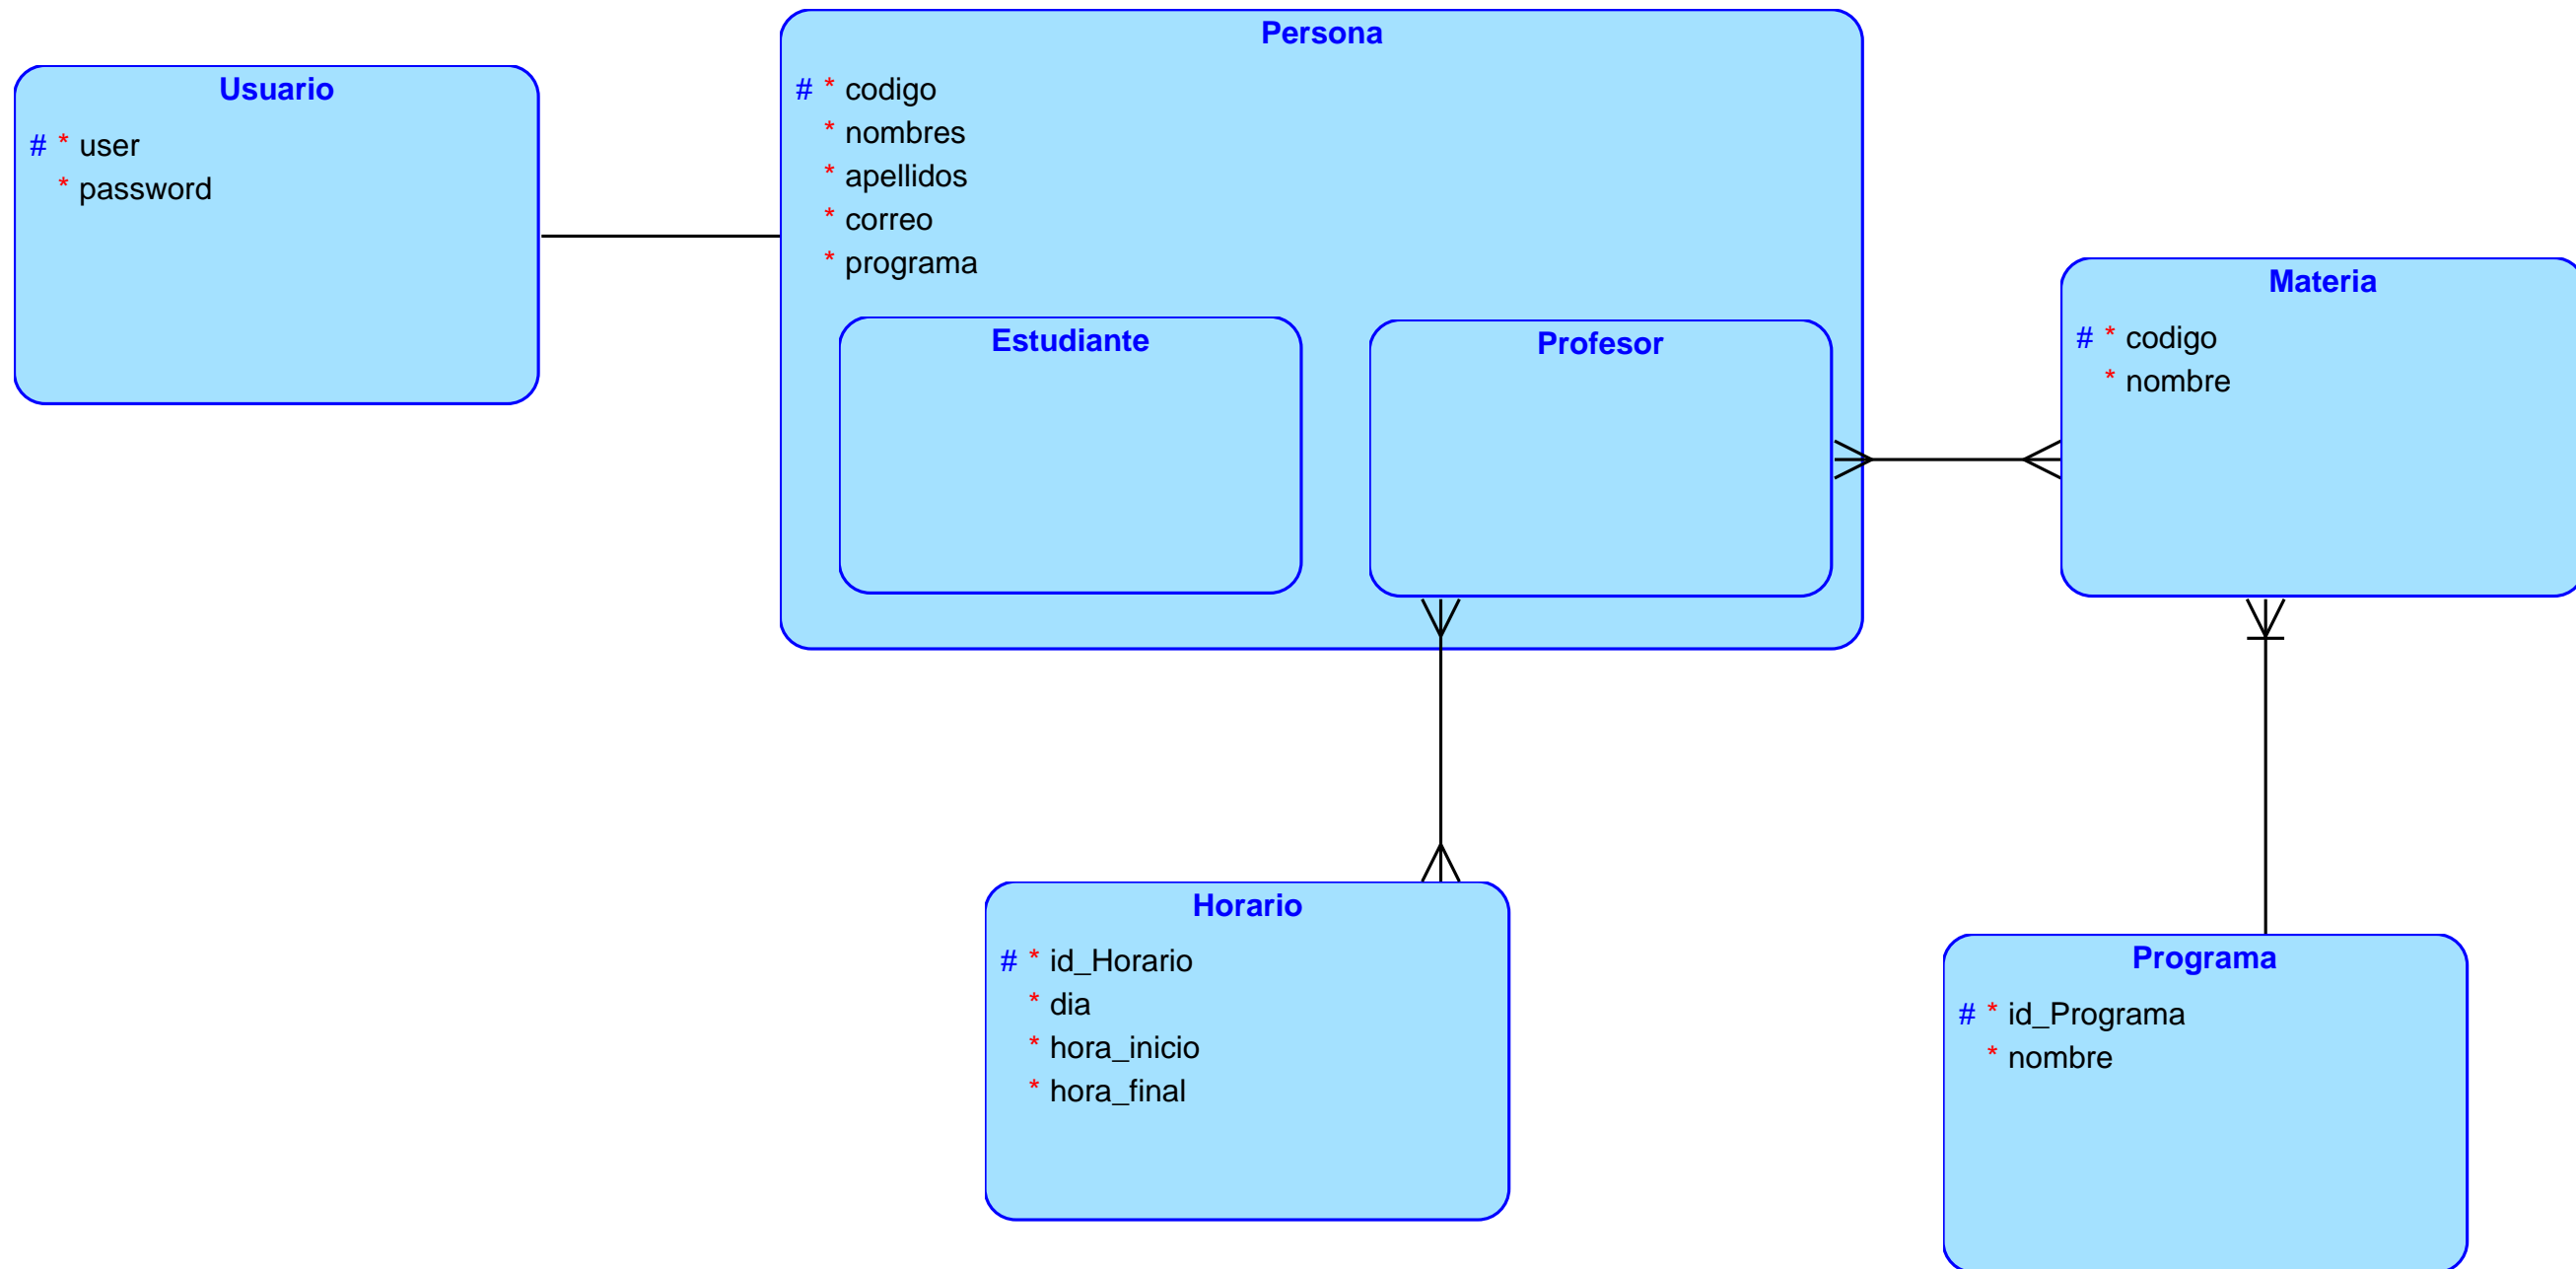 Usuario
# * user
* password
Persona
# * codigo
* nombres
* apellidos
* correo
* programa
Estudiante
Profesor
Materia
# * codigo
* nombre
Horario
# * id_Horario
* dia
* hora_inicio
* hora_final
Programa
# * id_Programa
* nombre